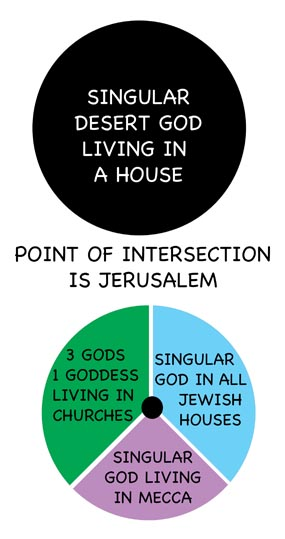 SINGULAR
DESERT GOD
LIVING IN
A HOUSE
POINT OF INTERSECTION
IS JERUSALEM
3 GODS
1 GODDESS
LIVING IN
CHURCHES
SINGULAR
GOD IN ALL
JEWISH
HOUSES
SINGULAR
GOD LIVING
IN MECCA